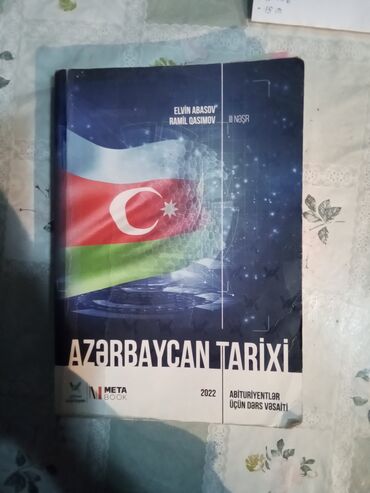 ELVİN ABASOV
RAMİL QASIMOV
II NƏŞR
AZƏRBAYCAN TARİXİ
META
BOOK
2022
ABİTURİYENTLƏR
ÜÇÜN DƏRS VƏSAİTİ